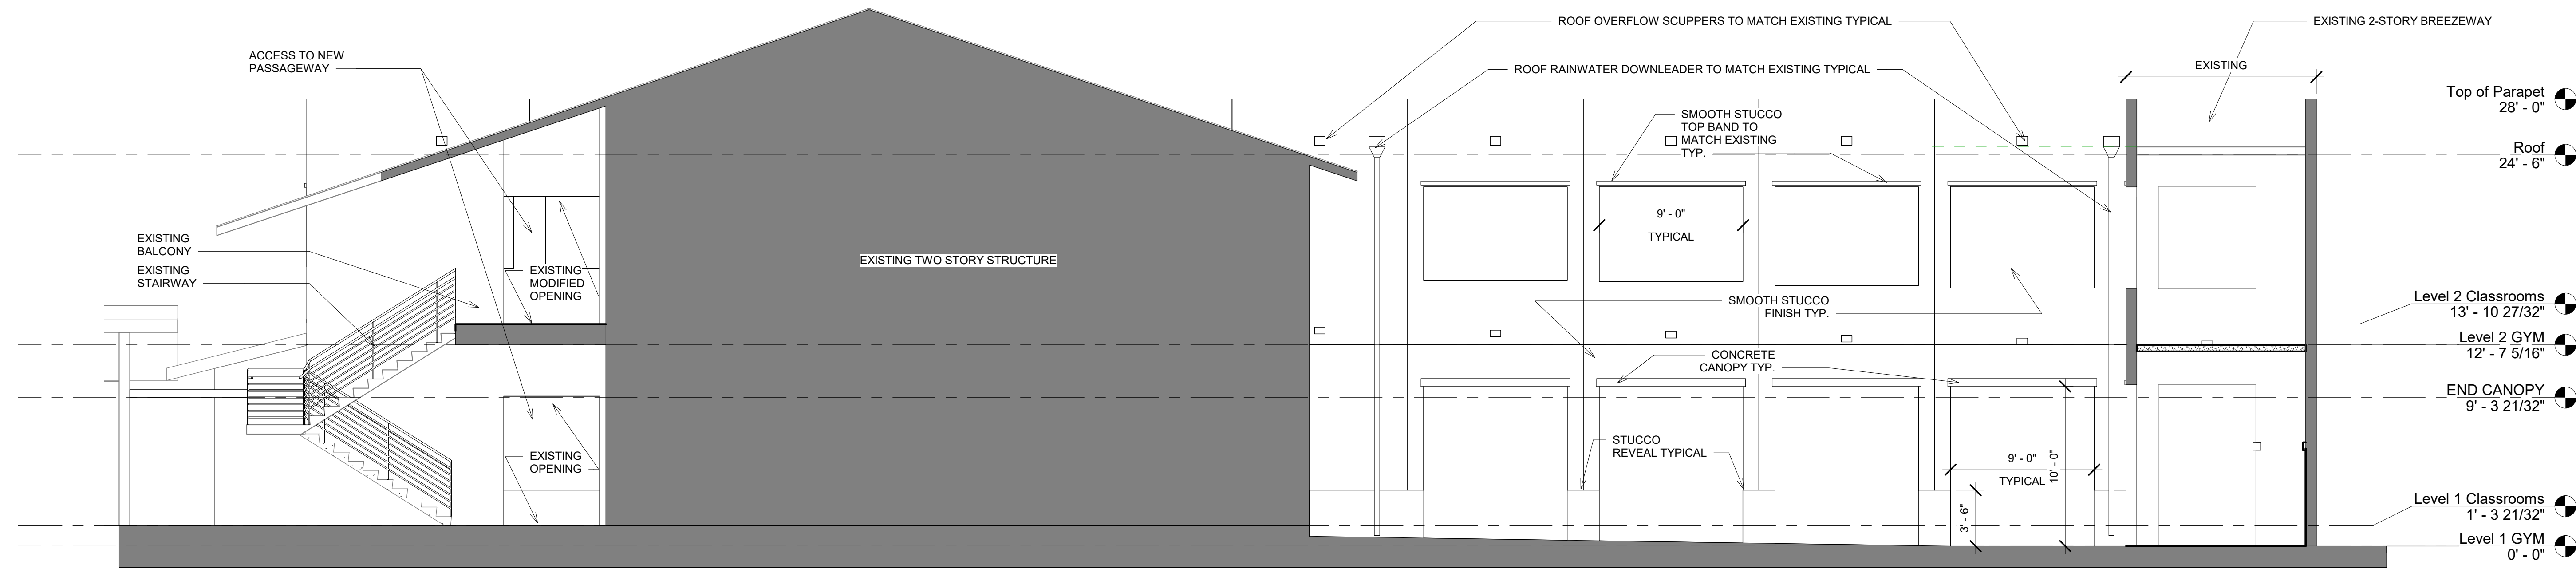 ROOF OVERFLOW SCUPPERS TO MATCH EXISTING TYPICAL
EXISTING 2-STORY BREEZEWAY
ACCESS TO NEW
PASSAGEWAY
ROOF RAINWATER DOWNLEADER TO MATCH EXISTING TYPICAL
EXISTING
Top of Parapet
28' - 0"
SMOOTH STUCCO
TOP BAND TO
MATCH EXISTING
TYP.
Roof
24' - 6"
9' - 0"
TYPICAL
EXISTING
BALCONY
EXISTING
STAIRWAY
EXISTING
MODIFIED
OPENING
EXISTING TWO STORY STRUCTURE
SMOOTH STUCCO
FINISH TYP.
Level 2 Classrooms
13' - 10 27/32"
Level 2 GYM
12' - 7 5/16"
CONCRETE
CANOPY TYP.
END CANOPY
9' - 3 21/32"
EXISTING
OPENING
STUCCO
REVEAL TYPICAL
9' - 0"
TYPICAL
10' - 0"
3' - 6"
Level 1 Classrooms
1' - 3 21/32"
Level 1 GYM
0' - 0"